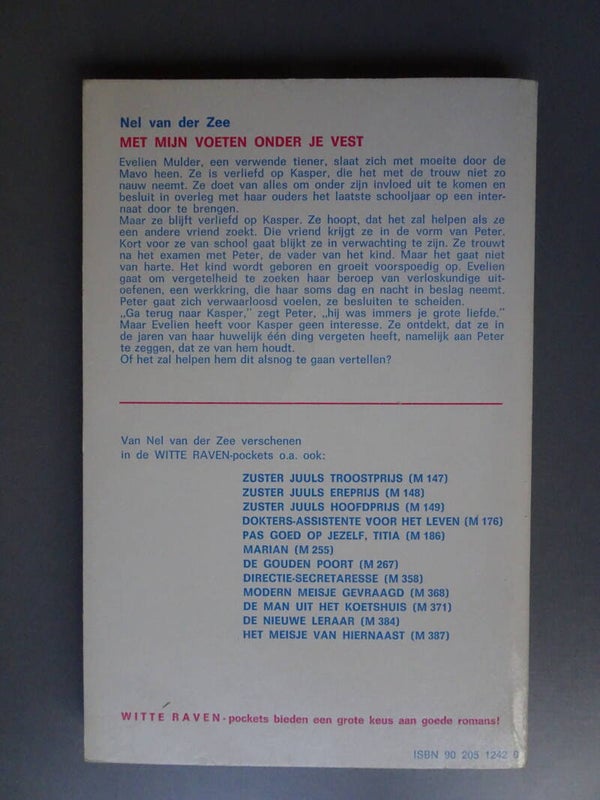 Nel van der Zee
MET MIJN VOETEN ONDER JE VEST
Evelien Mulder, een verwende tiener, slaat zich met moeite door de
Mavo heen. Ze is verliefd op Kasper, die het met de trouw niet zo
nauw neemt. Ze doet van alles om onder zijn invloed uit te komen en
besluit in overleg met haar ouders het laatste schooljaar op een inter-
naat door te brengen.
Maar ze blijft verliefd op Kasper. Ze hoopt, dat het zal helpen als ze
een andere vriend zoekt. Die vriend krijgt ze in de vorm van Peter.
Kort voor ze van school gaat blijkt ze in verwachting te zijn. Ze trouwt
na het examen met Peter, de vader van het kind. Maar het gaat niet
van harte. Het kind wordt geboren en groeit voorspoedig op. Evelien
gaat om vergetelheid te zoeken haar beroep van verloskundige uit-
oefenen, een werkkring, die haar soms dag en nacht in beslag neemt.
Peter gaat zich verwaarloosd voelen, ze besluiten te scheiden.
„Ga terug naar Kasper,” zegt Peter, „hij was immers je grote liefde.”
Maar Evelien heeft voor Kasper geen interesse. Ze ontdekt, dat ze in
de jaren van haar huwelijk één ding vergeten heeft, namelijk aan Peter
te zeggen, dat ze van hem houdt.
Of het zal helpen hem dit alsnog te gaan vertellen?
Van Nel van der Zee verschenen
in de WITTE RAVEN-pockets o.a. ook:
ZUSTER JUULS TROOSTPRIJS (M 147)
ZUSTER JUULS EREPRIJS (M 148)
ZUSTER JUULS HOOFDPRIJS (M 149)
DOKTERS-ASSISTENTE VOOR HET LEVEN (M 176)
PAS GOED OP JEZELF, TITIA (M 186)
MARIAN (M 255)
DE GOUDEN POORT (M 267)
DIRECTIE-SECRETARESSE (M 358)
MODERN MEISJE GEVRAAGD (M 368)
DE MAN UIT HET KOETSHUIS (M 371)
DE NIEUWE LERAAR (M 384)
HET MEISJE VAN HIERNAAST (M 387)
WITTE RAVEN-pockets bieden een grote keus aan goede romans!
ISBN 90 205 1242 6